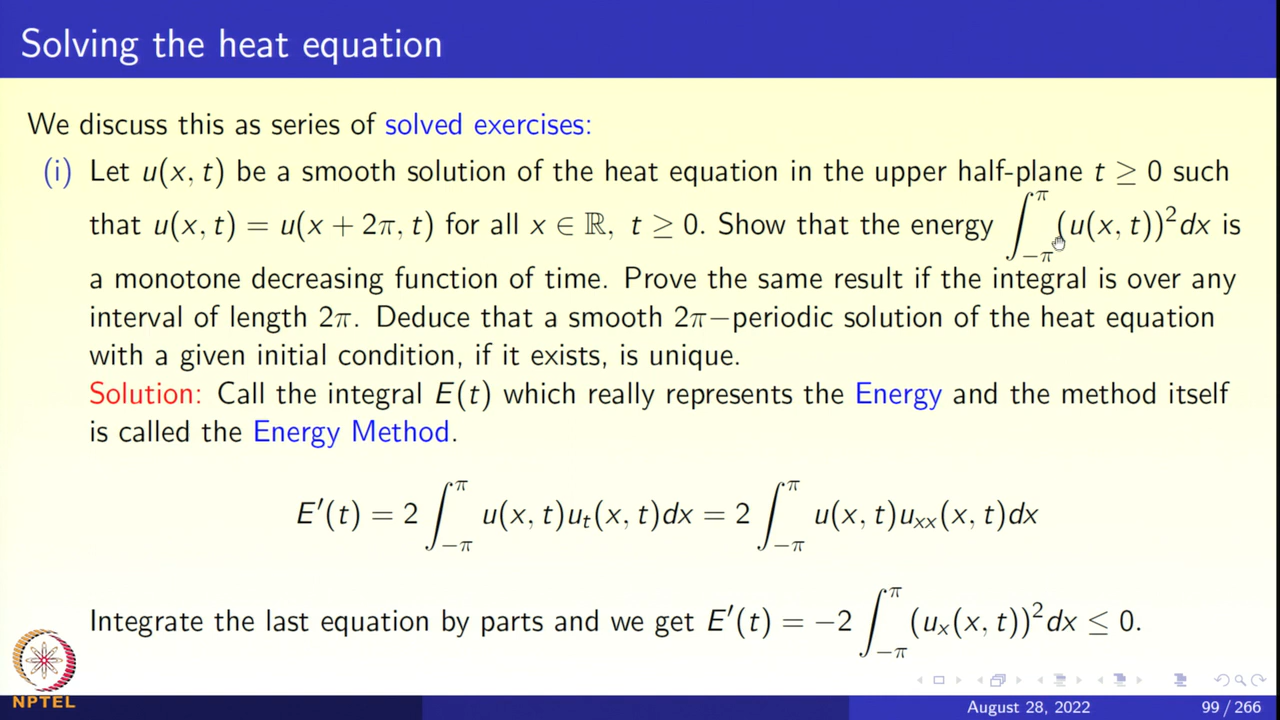 Solving the heat equation
We discuss this as series of solved exercises:
(i) Let u(x, t) be a smooth solution of the heat equation in the upper half-plane t ≥ 0 such
that u(x, t) = u(x + 2π, t) for all x ∈ ℝ, t ≥ 0. Show that the energy ∫_{−π}^{π} (u(x, t))² dx is
a monotone decreasing function of time. Prove the same result if the integral is over any
interval of length 2π. Deduce that a smooth 2π−periodic solution of the heat equation
with a given initial condition, if it exists, is unique.
Solution: Call the integral E(t) which really represents the Energy and the method itself
is called the Energy Method.
E′(t) = 2 ∫_{−π}^{π} u(x, t)u_t(x, t)dx = 2 ∫_{−π}^{π} u(x, t)u_{xx}(x, t)dx
Integrate the last equation by parts and we get E′(t) = −2 ∫_{−π}^{π} (u_x(x, t))² dx ≤ 0.
NPTEL
August 28, 2022 99 / 266